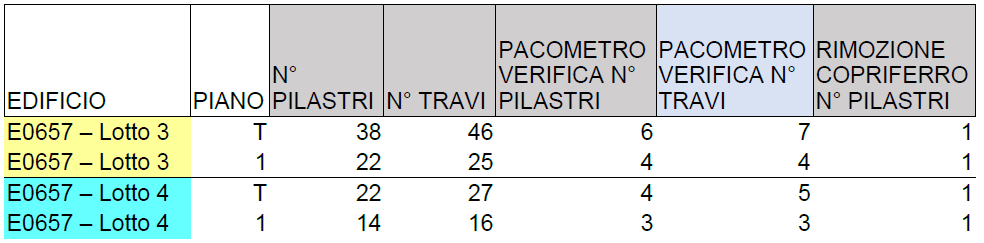 EDIFICIO PIANO N° PILASTRI N° TRAVI PACOMETRO VERIFICA N° PILASTRI PACOMETRO VERIFICA N° TRAVI RIMOZIONE COPRIFERRO N° PILASTRI
E0657 – Lotto 3 T 38 46 6 7 1
E0657 – Lotto 3 1 22 25 4 4 1
E0657 – Lotto 4 T 22 27 4 5 1
E0657 – Lotto 4 1 14 16 3 3 1